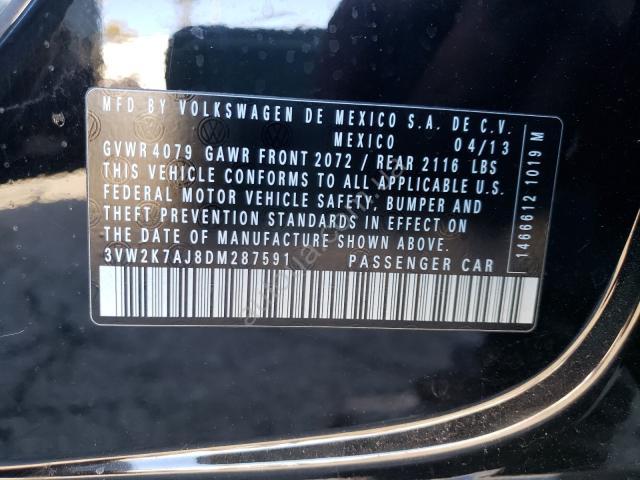 MFD BY VOLKSWAGEN DE MEXICO S.A. DE C.V.
MEXICO 04/13
GVWR 4079 GAWR FRONT 2072 / REAR 2116 LBS
THIS VEHICLE CONFORMS TO ALL APPLICABLE U.S.
FEDERAL MOTOR VEHICLE SAFETY, BUMPER AND
THEFT PREVENTION STANDARDS IN EFFECT ON
THE DATE OF MANUFACTURE SHOWN ABOVE.
3VW2K7AJ8DM287591 PASSENGER CAR
1466612 1019 M